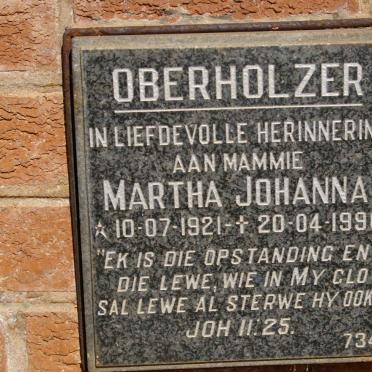 OBERHOLZER
IN LIEFDEVOLLE HERINNERIN
AAN MAMMIE
MARTHA JOHANNA
* 10-07-1921 - † 20-04-199
"EK IS DIE OPSTANDING EN
DIE LEWE, WIE IN MY GLO
SAL LEWE AL STERWE HY OOK
JOH 11:25.
734